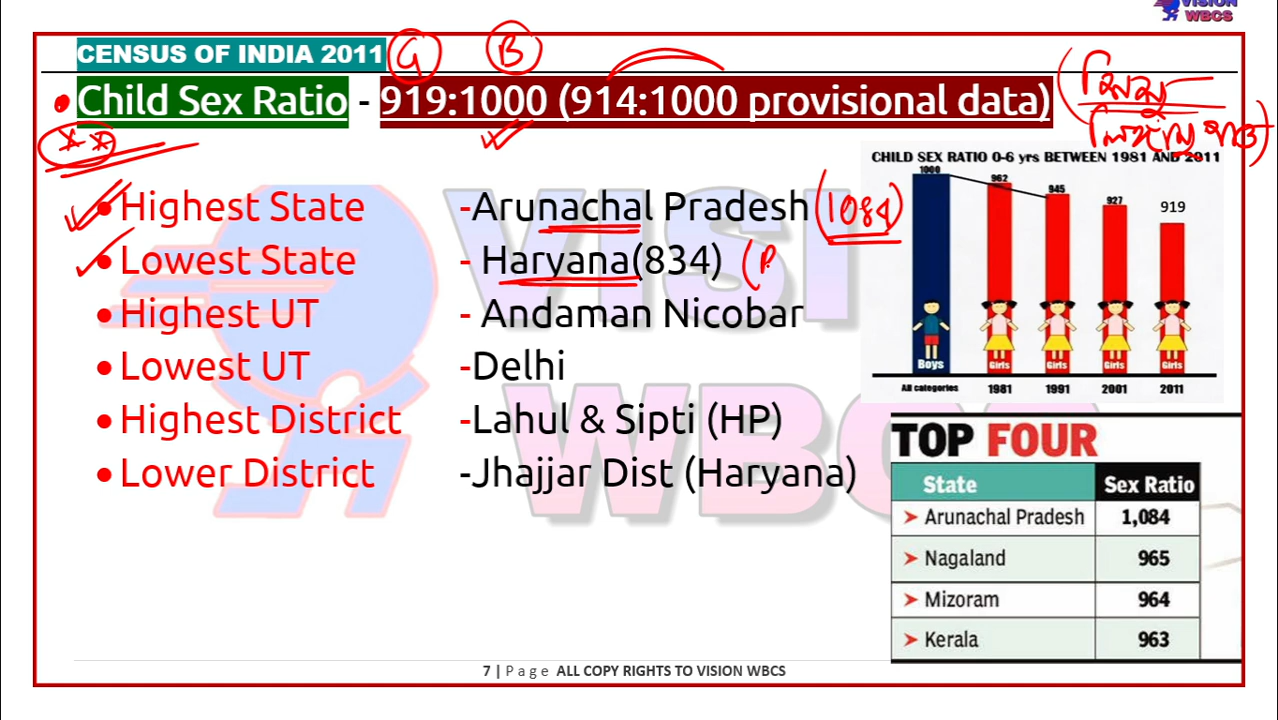 VISION
WBCS
CENSUS OF INDIA 2011
G B
Child Sex Ratio - 919:1000 (914:1000 provisional data)
Highest State -Arunachal Pradesh (1084)
Lowest State - Haryana(834)
Highest UT - Andaman Nicobar
Lowest UT -Delhi
Highest District -Lahul & Sipti (HP)
Lower District -Jhajjar Dist (Haryana)
CHILD SEX RATIO 0-6 yrs BETWEEN 1981 AND 2011
1000 962 945 927 919
Boys Girls Girls Girls Girls
All categories 1981 1991 2001 2011
TOP FOUR
State Sex Ratio
Arunachal Pradesh 1,084
Nagaland 965
Mizoram 964
Kerala 963
VISI
WBC
7 | Page ALL COPY RIGHTS TO VISION WBCS